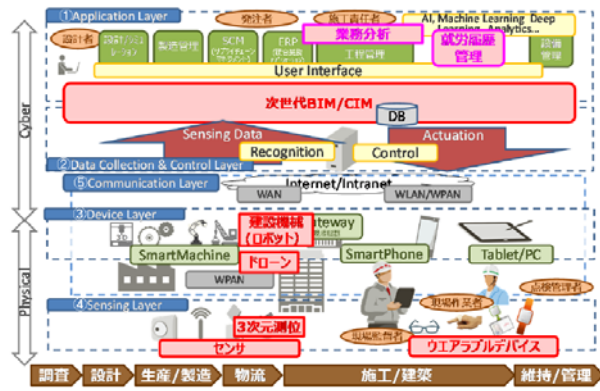 ①Application Layer
発注者
施工責任者
AI, Machine Learning Deep
Learning, Analytics...
設計者
製造管理
SCM
ERP
業務分析
工程管理
就労履歴
管理
設備
管理
User Interface
次世代BIM/CIM
DB
Sensing Data
Actuation
Recognition
Control
②Data Collection & Control Layer
⑤Communication Layer
Internet/Intranet
WAN
WLAN/WPAN
Cyber
③Device Layer
建設機械
(ロボット)
SmartMachine
ドローン
SmartPhone
Tablet/PC
WPAN
Physical
④Sensing Layer
3次元測位
センサ
現場監督者
現場作業者
点検管理者
ウエアラブルデバイス
調査
設計
生産/製造
物流
施工/建築
維持/管理